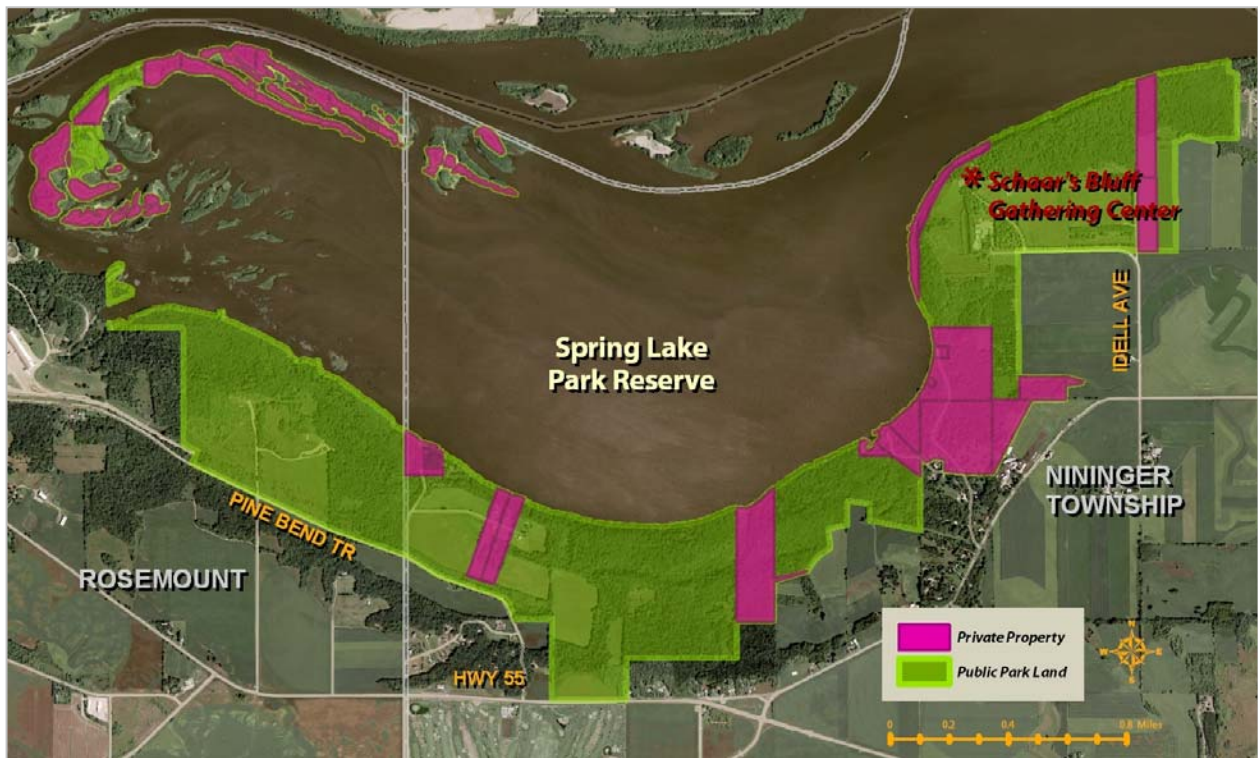 * Schaar's Bluff
Gathering Center
IDELL AVE
Spring Lake
Park Reserve
NININGER
TOWNSHIP
PINE BEND TR
ROSEMOUNT
HWY 55
Private Property
Public Park Land
N
W E
S
0 0.2 0.4 0.8 Miles